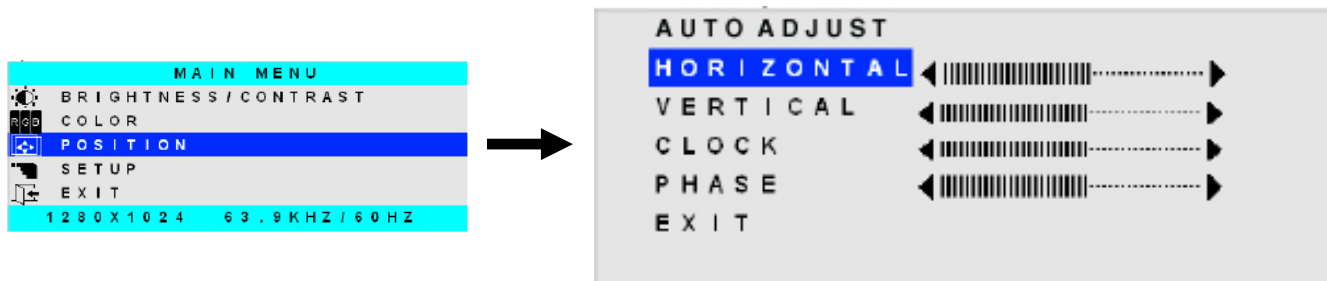 MAIN MENU
BRIGHTNESS/CONTRAST
RGB COLOR
POSITION
SETUP
EXIT
1280X1024 63.9KHZ/60HZ
AUTO ADJUST
HORIZONTAL
VERTICAL
CLOCK
PHASE
EXIT